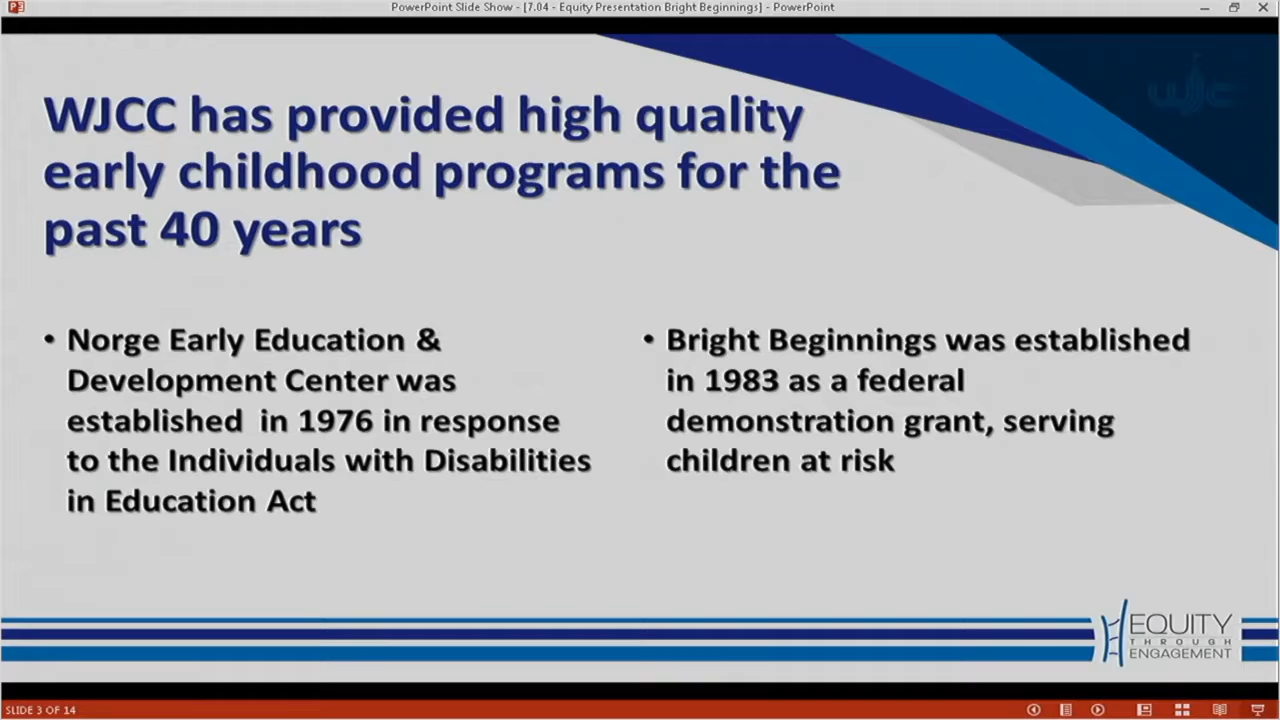 PowerPoint Slide Show - [7.04 - Equity Presentation Bright Beginnings] - PowerPoint
wjc
WJCC has provided high quality
early childhood programs for the
past 40 years
• Norge Early Education &
Development Center was
established in 1976 in response
to the Individuals with Disabilities
in Education Act
• Bright Beginnings was established
in 1983 as a federal
demonstration grant, serving
children at risk
EQUITY
THROUGH
ENGAGEMENT
SLIDE 3 OF 14